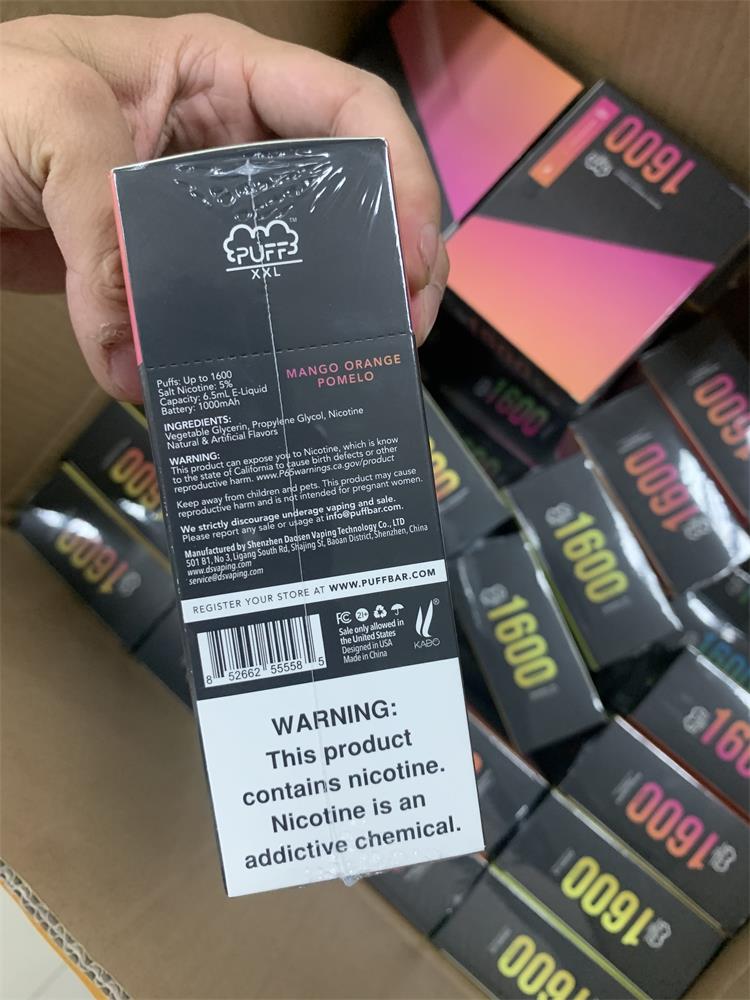 PUFF™
XXL
Puffs: Up to 1600
Salt Nicotine: 5%
Capacity: 6.5mL E-Liquid
Battery: 1000mAh
MANGO ORANGE
POMELO
INGREDIENTS:
Vegetable Glycerin, Propylene Glycol, Nicotine
Natural & Artificial Flavors
WARNING:
This product can expose you to Nicotine, which is know
to the state of California to cause birth defects or other
reproductive harm. www.P65warnings.ca.gov/product
Keep away from children and pets. This product may cause
reproductive harm and is not intended for pregnant women.
We strictly discourage underage vaping and sale.
Please report any sale or usage at info@puffbar.com.
Manufactured by Shenzhen Daosen Vaping Technology Co., LTD
501 B1, No 3, Ligang South Rd, Shajing St, Baoan District, Shenzhen, China
www.dsvaping.com
service@dsvaping.com
REGISTER YOUR STORE AT WWW.PUFFBAR.COM
8 52662 55558 5
FC 21+
Sale only allowed in
the United States
Designed in USA
Made in China
®
KADO
WARNING:
This product
contains nicotine.
Nicotine is an
addictive chemical.
1600
1600
1600
1600
1600
1600
1600
1600
1600
1600
1600
1600